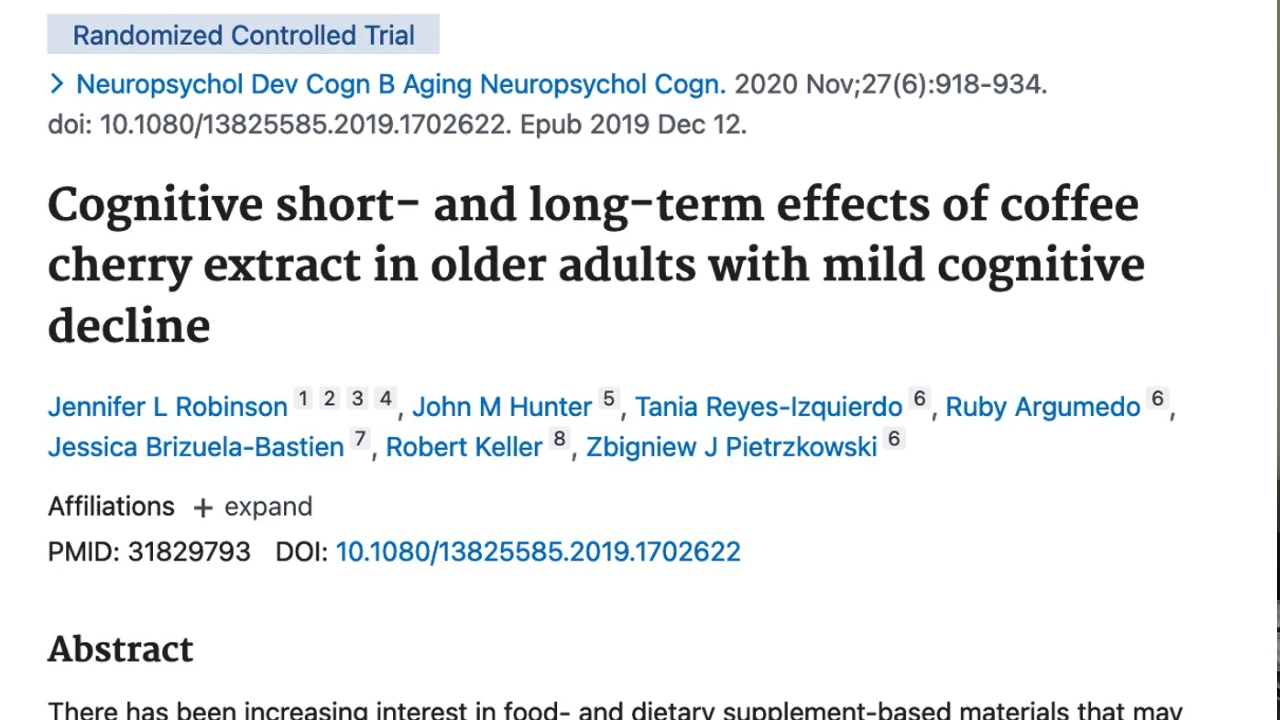 Randomized Controlled Trial
> Neuropsychol Dev Cogn B Aging Neuropsychol Cogn. 2020 Nov;27(6):918-934.
doi: 10.1080/13825585.2019.1702622. Epub 2019 Dec 12.
Cognitive short- and long-term effects of coffee
cherry extract in older adults with mild cognitive
decline
Jennifer L Robinson 1 2 3 4, John M Hunter 5, Tania Reyes-Izquierdo 6, Ruby Argumedo 6,
Jessica Brizuela-Bastien 7, Robert Keller 8, Zbigniew J Pietrzkowski 6
Affiliations + expand
PMID: 31829793 DOI: 10.1080/13825585.2019.1702622
Abstract
There has been increasing interest in food- and dietary supplement-based materials that may